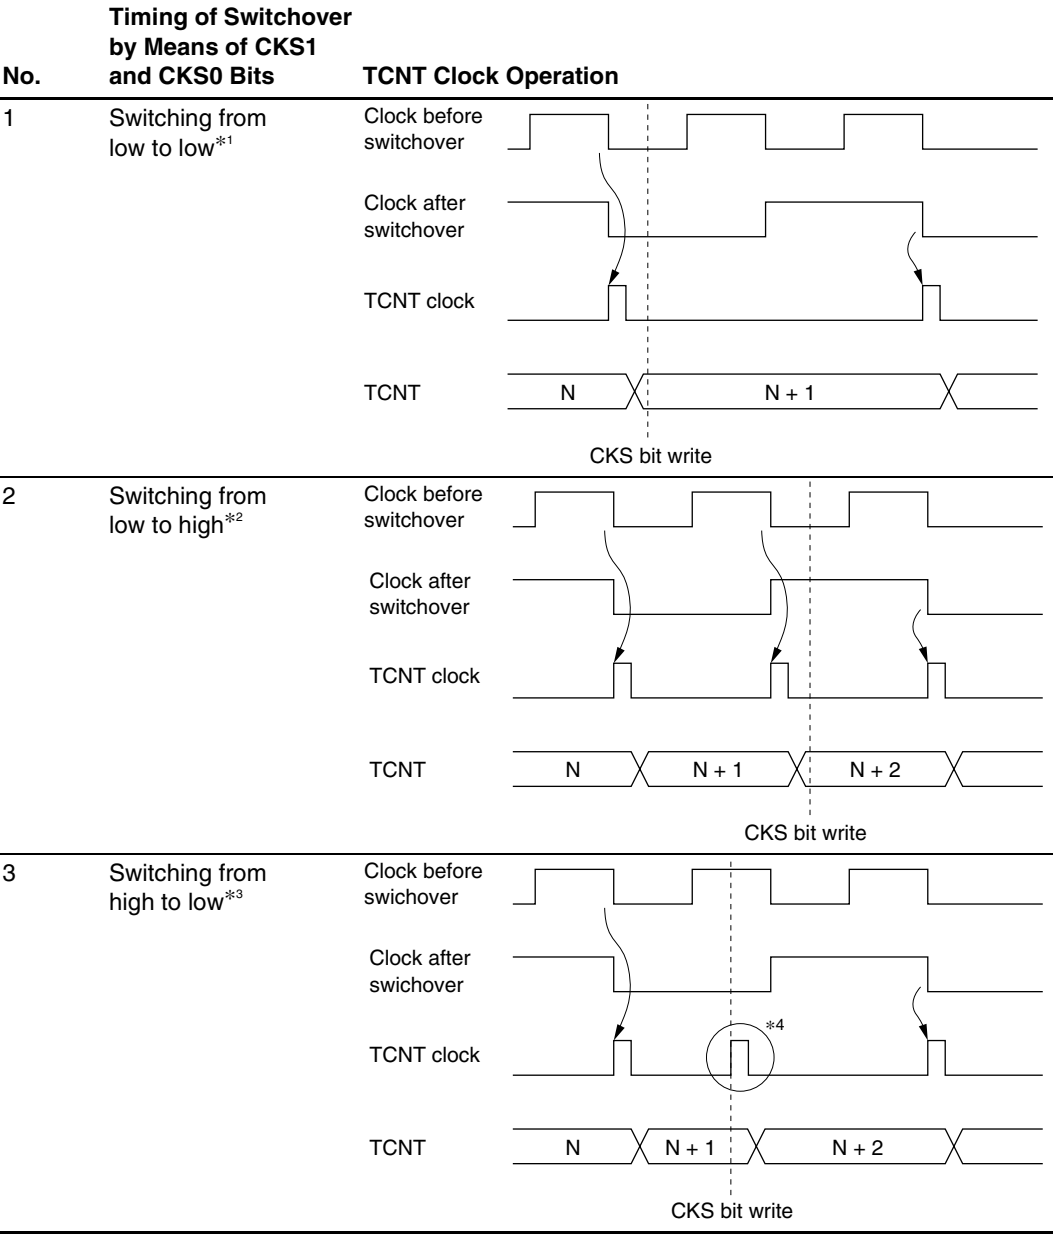 Timing of Switchover
by Means of CKS1
No. and CKS0 Bits TCNT Clock Operation
1 Switching from
low to low*1
Clock before
switchover
Clock after
switchover
TCNT clock
TCNT N N + 1
CKS bit write
2 Switching from
low to high*2
Clock before
switchover
Clock after
switchover
TCNT clock
TCNT N N + 1 N + 2
CKS bit write
3 Switching from
high to low*3
Clock before
swichover
Clock after
swichover
*4
TCNT clock
TCNT N N + 1 N + 2
CKS bit write